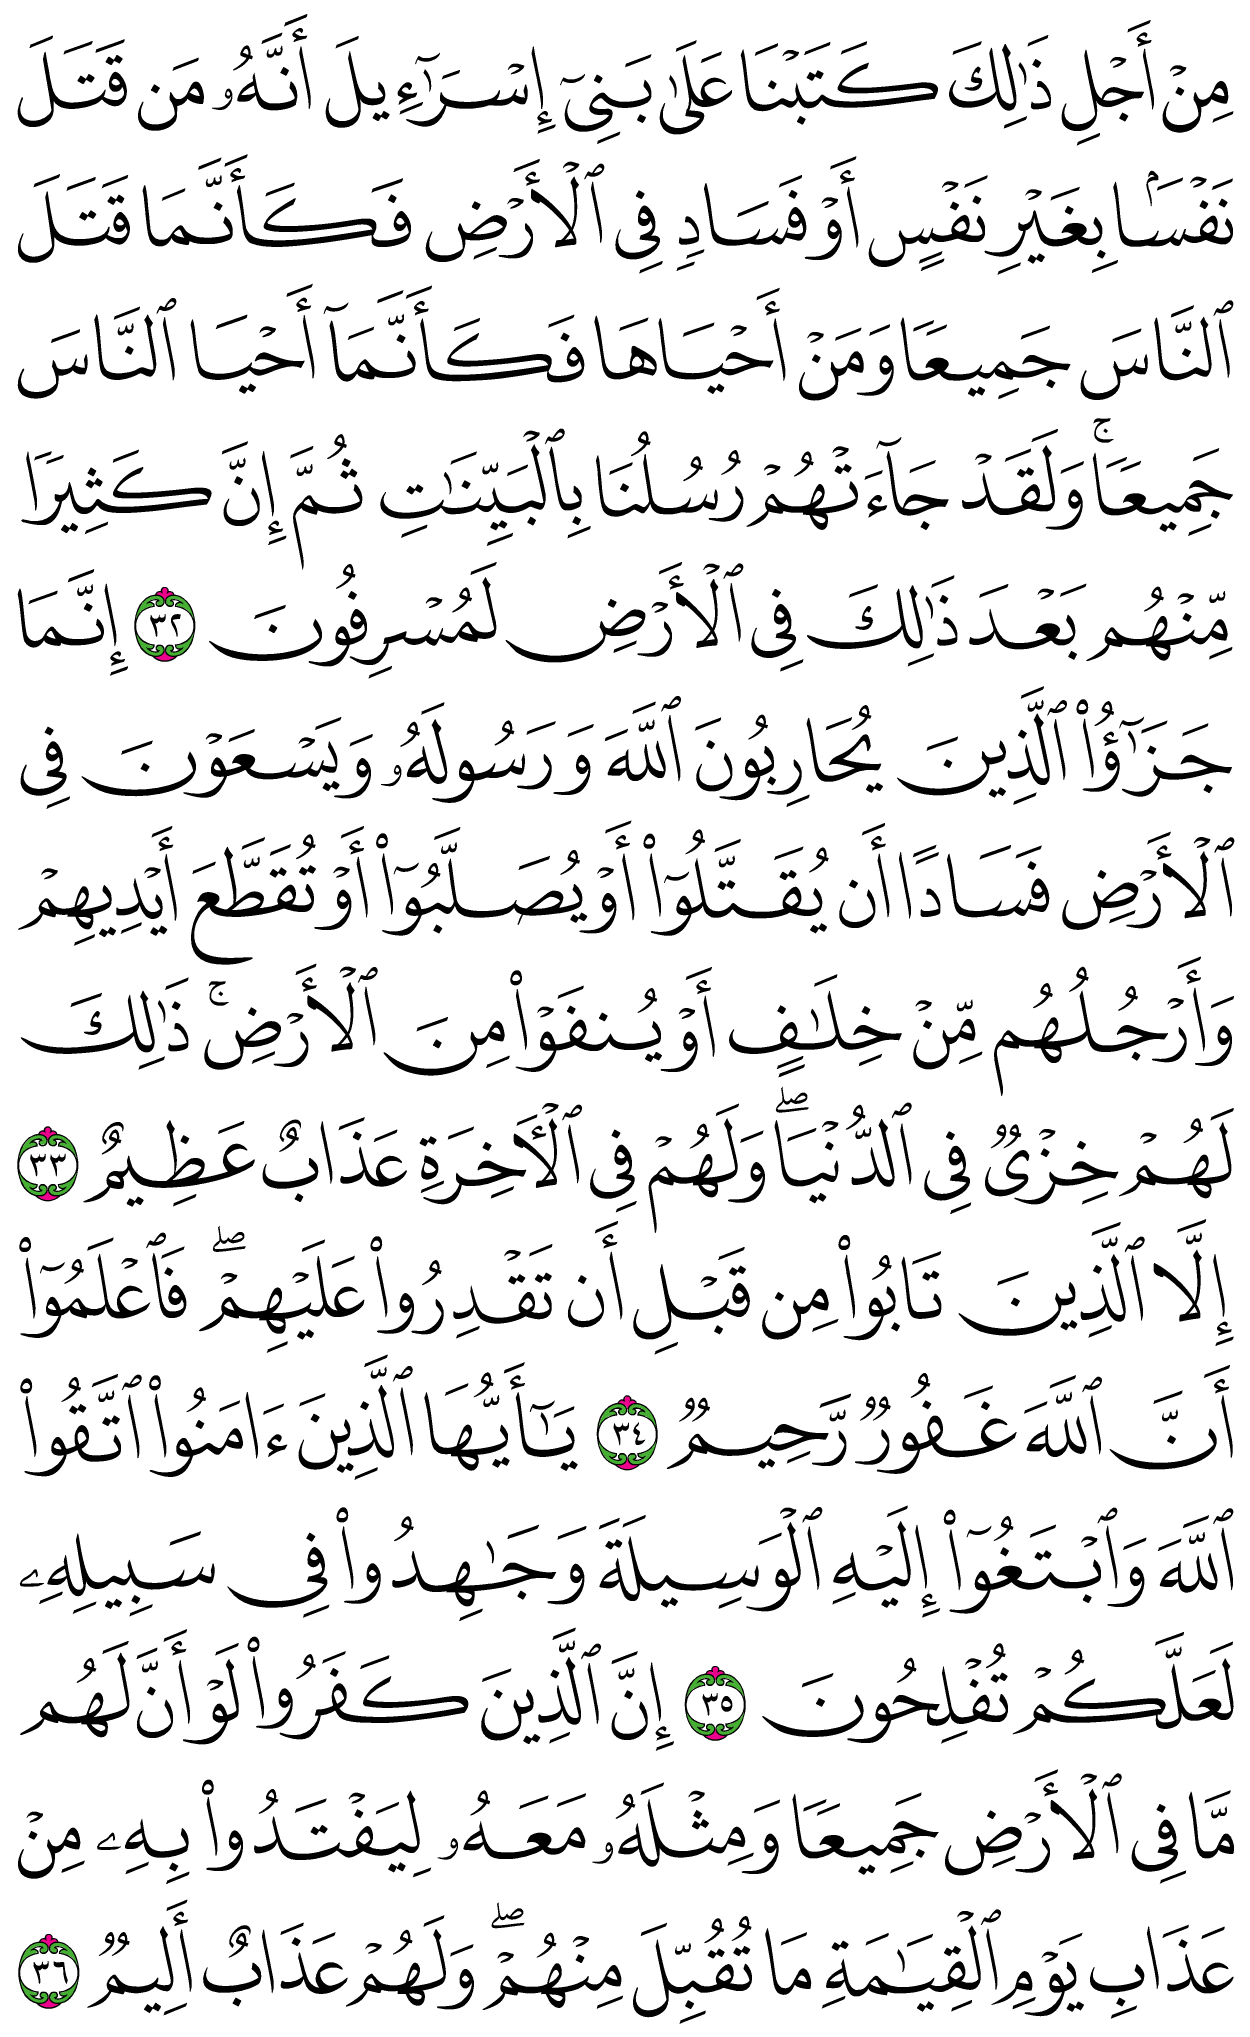 مِنْ أَجْلِ ذَٰلِكَ كَتَبْنَا عَلَىٰ بَنِىٓ إِسْرَٰٓءِيلَ أَنَّهُۥ مَن قَتَلَ
نَفْسَۢا بِغَيْرِ نَفْسٍ أَوْ فَسَادٍ فِى ٱلْأَرْضِ فَكَأَنَّمَا قَتَلَ
ٱلنَّاسَ جَمِيعًا وَمَنْ أَحْيَاهَا فَكَأَنَّمَآ أَحْيَا ٱلنَّاسَ
جَمِيعًا ۚ وَلَقَدْ جَآءَتْهُمْ رُسُلُنَا بِٱلْبَيِّنَٰتِ ثُمَّ إِنَّ كَثِيرًا
مِّنْهُم بَعْدَ ذَٰلِكَ فِى ٱلْأَرْضِ لَمُسْرِفُونَ ٣٢ إِنَّمَا
جَزَٰٓؤُا۟ ٱلَّذِينَ يُحَارِبُونَ ٱللَّهَ وَرَسُولَهُۥ وَيَسْعَوْنَ فِى
ٱلْأَرْضِ فَسَادًا أَن يُقَتَّلُوٓا۟ أَوْ يُصَلَّبُوٓا۟ أَوْ تُقَطَّعَ أَيْدِيهِمْ
وَأَرْجُلُهُم مِّنْ خِلَٰفٍ أَوْ يُنفَوْا۟ مِنَ ٱلْأَرْضِ ۚ ذَٰلِكَ
لَهُمْ خِزْىٌ فِى ٱلدُّنْيَا ۖ وَلَهُمْ فِى ٱلْـَٔاخِرَةِ عَذَابٌ عَظِيمٌ ٣٣
إِلَّا ٱلَّذِينَ تَابُوا۟ مِن قَبْلِ أَن تَقْدِرُوا۟ عَلَيْهِمْ ۖ فَٱعْلَمُوٓا۟
أَنَّ ٱللَّهَ غَفُورٌ رَّحِيمٌ ٣٤ يَٰٓأَيُّهَا ٱلَّذِينَ ءَامَنُوا۟ ٱتَّقُوا۟
ٱللَّهَ وَٱبْتَغُوٓا۟ إِلَيْهِ ٱلْوَسِيلَةَ وَجَٰهِدُوا۟ فِى سَبِيلِهِۦ
لَعَلَّكُمْ تُفْلِحُونَ ٣٥ إِنَّ ٱلَّذِينَ كَفَرُوا۟ لَوْ أَنَّ لَهُم
مَّا فِى ٱلْأَرْضِ جَمِيعًا وَمِثْلَهُۥ مَعَهُۥ لِيَفْتَدُوا۟ بِهِۦ مِنْ
عَذَابِ يَوْمِ ٱلْقِيَٰمَةِ مَا تُقُبِّلَ مِنْهُمْ ۖ وَلَهُمْ عَذَابٌ أَلِيمٌ ٣٦